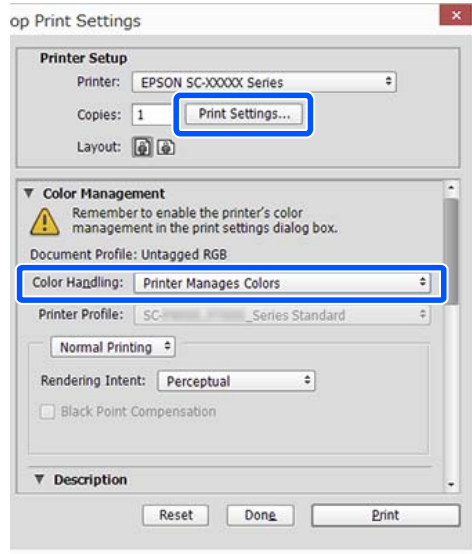 op Print Settings
Printer Setup
Printer: EPSON SC-XXXXX Series
Copies: 1 Print Settings...
Layout:
Color Management
Remember to enable the printer's color
management in the print settings dialog box.
Document Profile: Untagged RGB
Color Handling: Printer Manages Colors
Printer Profile: SC- _Series Standard
Normal Printing
Rendering Intent: Perceptual
Black Point Compensation
Description
Reset Done Print